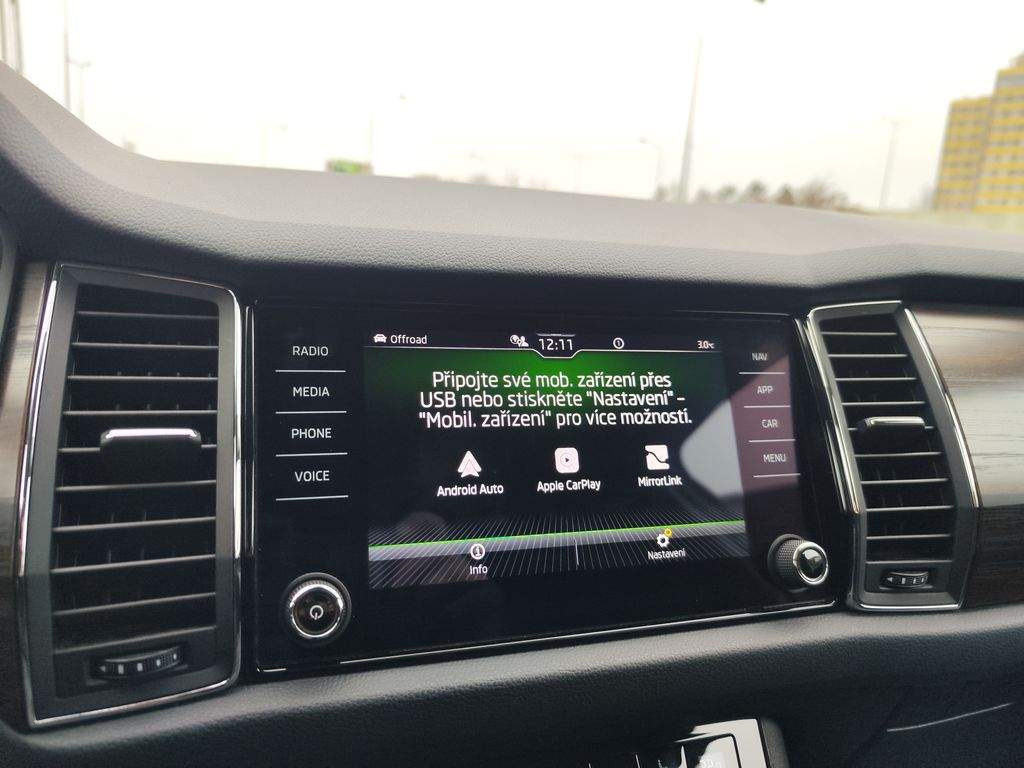 Offroad 12:11 3.0°C
RADIO
MEDIA
PHONE
VOICE
Připojte své mob. zařízení přes
USB nebo stiskněte "Nastavení" –
"Mobil. zařízení" pro více možností.
Android Auto
Apple CarPlay
MirrorLink
Info
Nastavení
NAV
APP
CAR
MENU